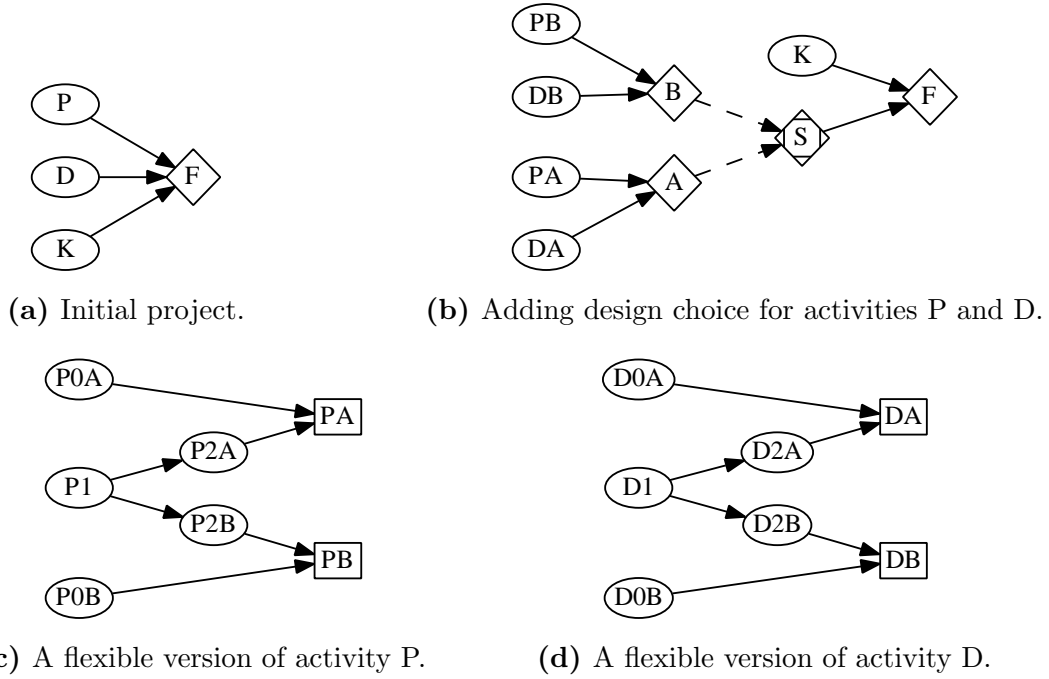 P
D
K
F
(a) Initial project.
PB
DB
PA
DA
B
A
S
K
F
(b) Adding design choice for activities P and D.
P0A
P1
P0B
P2A
P2B
PA
PB
) A flexible version of activity P.
D0A
D1
D0B
D2A
D2B
DA
DB
(d) A flexible version of activity D.